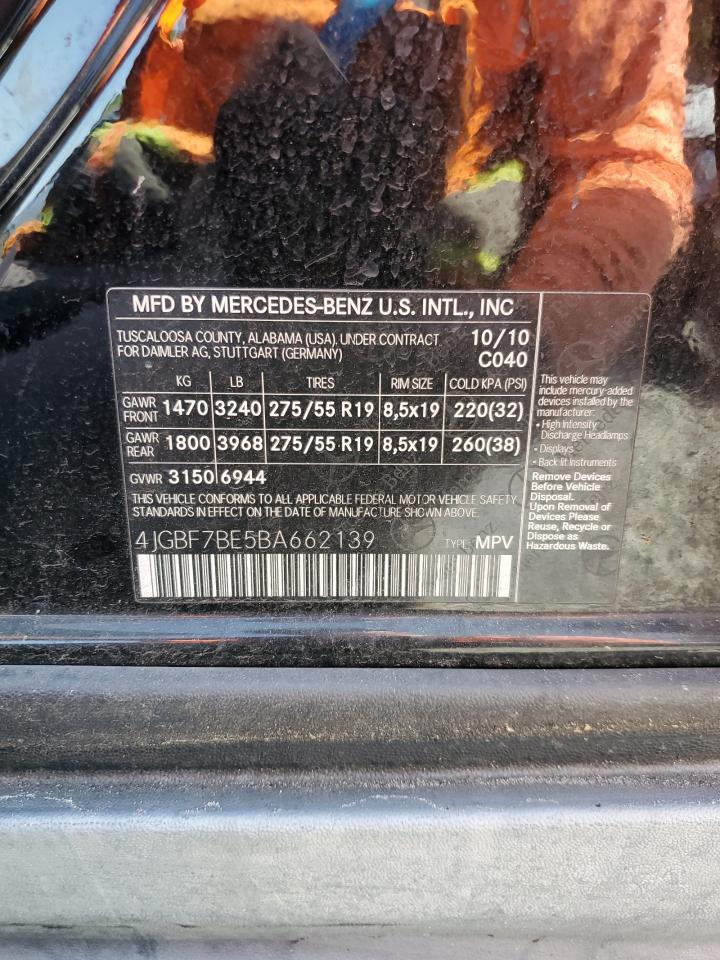 MFD BY MERCEDES-BENZ U.S. INTL., INC
TUSCALOOSA COUNTY, ALABAMA (USA). UNDER CONTRACT
FOR DAIMLER AG, STUTTGART (GERMANY)
10/10
C040
KG LB TIRES RIM SIZE COLD KPA (PSI)
GAWR FRONT 1470 3240 275/55 R19 8,5x19 220(32)
GAWR REAR 1800 3968 275/55 R19 8,5x19 260(38)
GVWR 3150 6944
THIS VEHICLE CONFORMS TO ALL APPLICABLE FEDERAL MOTOR VEHICLE SAFETY
STANDARDS IN EFFECT ON THE DATE OF MANUFACTURE SHOWN ABOVE.
4JGBF7BE5BA662139 TYPE: MPV
This vehicle may
include mercury-added
devices installed by the
manufacturer:
• High Intensity
Discharge Headlamps
- Displays
- Back lit Instruments
Remove Devices
Before Vehicle
Disposal.
Upon Removal of
Devices Please
Reuse, Recycle or
Dispose as
Hazardous Waste.